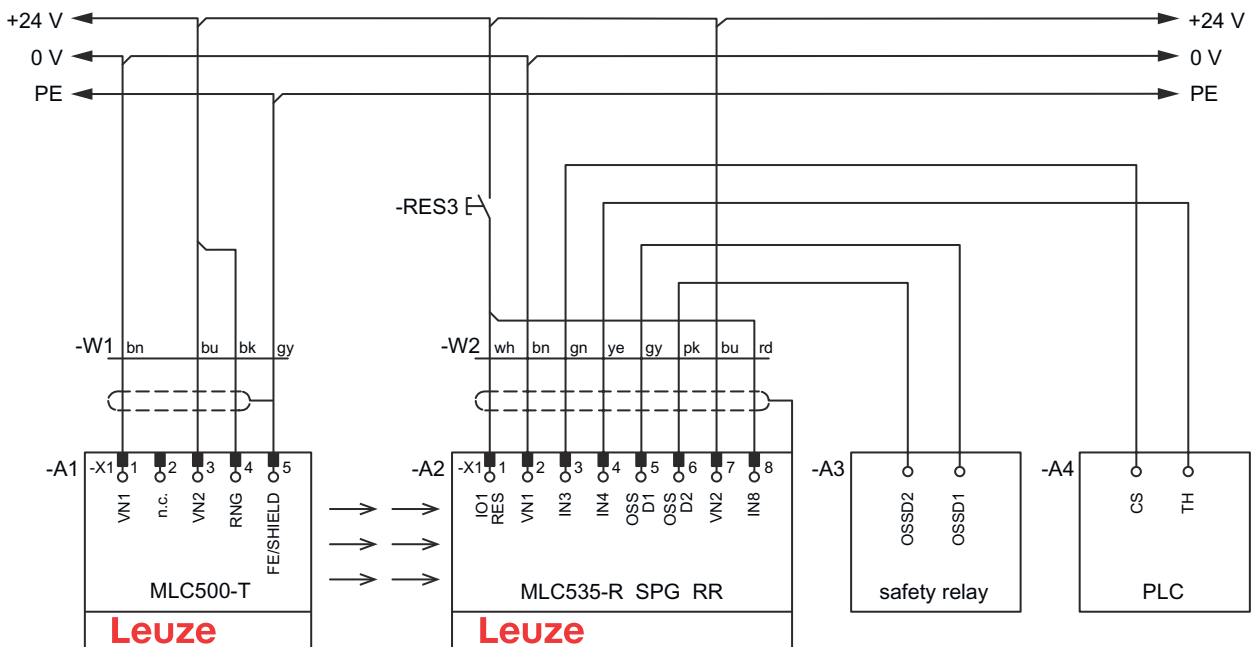 +24 V +24 V
0 V 0 V
PE PE
-RES3
-W1 bn bu bk gy
-W2 wh bn gn ye gy pk bu rd
-A1 -X1 1 2 3 4 5
VN1 n.c. VN2 RNG FE/SHIELD
MLC500-T
Leuze
-A2 -X1 1 2 3 4 5 6 7 8
IO1 RES VN1 IN3 IN4 OSS D1 OSS D2 VN2 IN8
MLC535-R SPG RR
Leuze
-A3
OSSD2 OSSD1
safety relay
-A4
CS TH
PLC